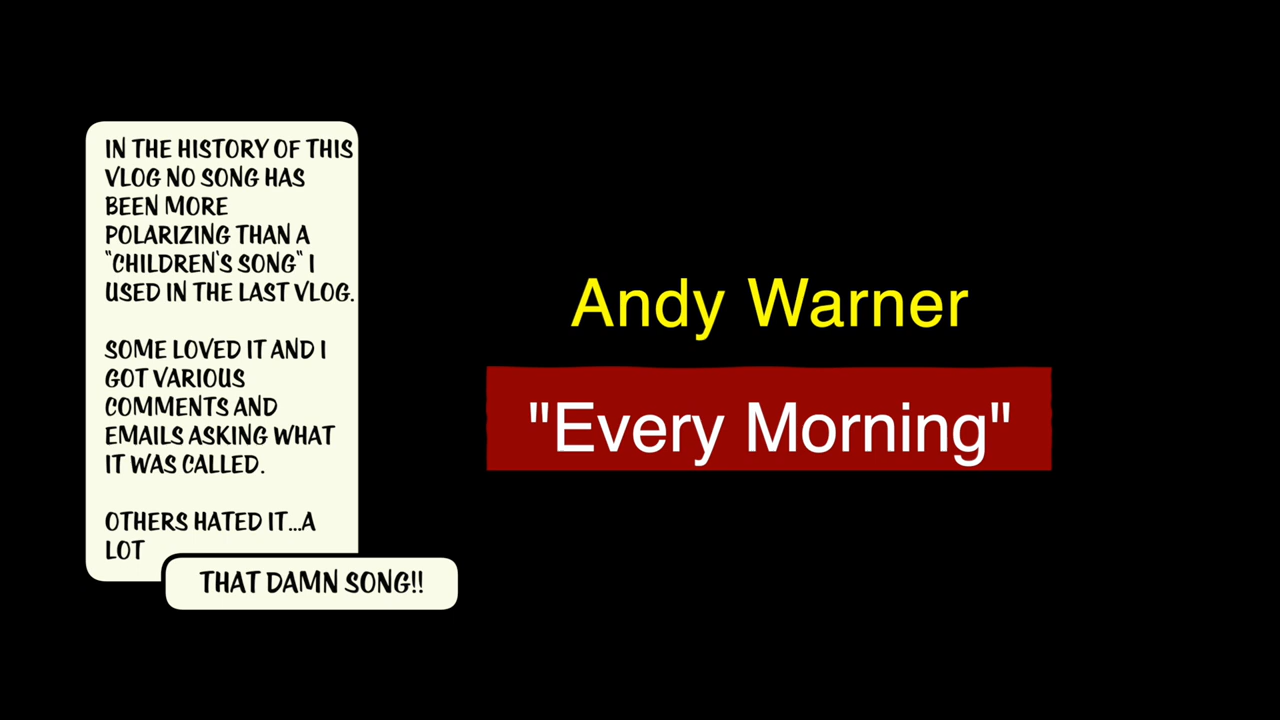 IN THE HISTORY OF THIS
VLOG NO SONG HAS
BEEN MORE
POLARIZING THAN A
"CHILDREN'S SONG" I
USED IN THE LAST VLOG.
SOME LOVED IT AND I
GOT VARIOUS
COMMENTS AND
EMAILS ASKING WHAT
IT WAS CALLED.
OTHERS HATED IT...A
LOT
THAT DAMN SONG!!
Andy Warner
"Every Morning"